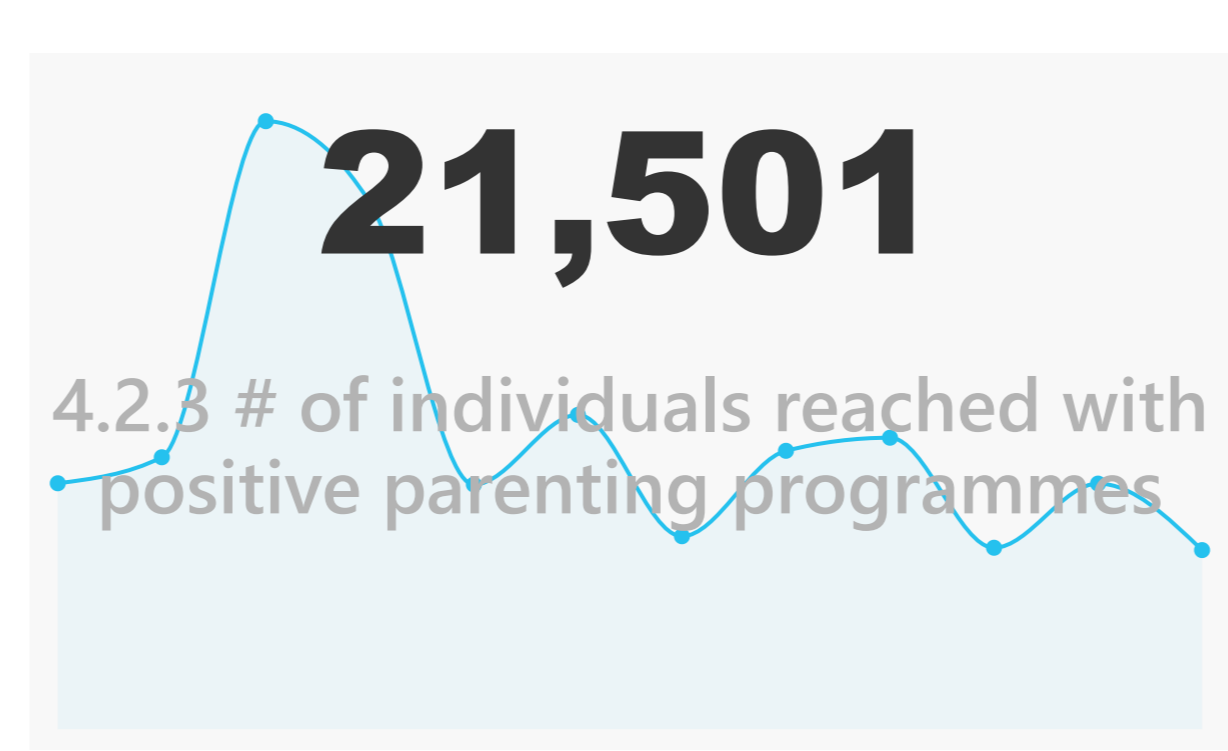 21,501
4.2.3 # of individuals reached with
positive parenting programmes